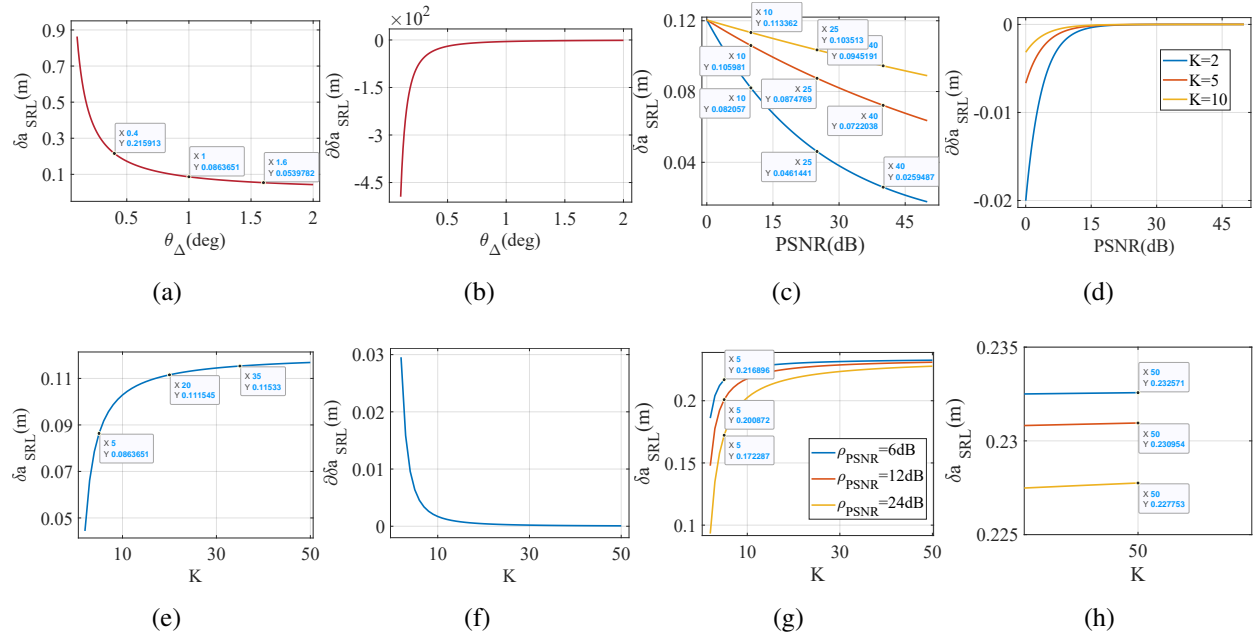 ×10²
0.9
0.7
0.5
0.3
0.1
δa SRL (m)
X 0.4
Y 0.215913
X 1
Y 0.0863651
X 1.6
Y 0.0539782
0.5
1
1.5
2
θΔ(deg)
(a)
0
-1.5
-3
-4.5
∂δa SRL (m)
0.5
1
1.5
2
θΔ(deg)
(b)
0.12
0.08
0.04
δa SRL (m)
X 10
Y 0.113362
X 25
Y 0.103513
40
Y 0.0945191
X 10
Y 0.105981
X 25
Y 0.0874769
X 40
Y 0.0722038
X 10
Y 0.082057
X 25
Y 0.0461441
X 40
Y 0.0259487
0
15
30
45
PSNR(dB)
(c)
0
-0.01
-0.02
∂δa SRL (m)
K=2
K=5
K=10
0
15
30
45
PSNR(dB)
(d)
0.11
0.09
0.07
0.05
δa SRL (m)
X 5
Y 0.0863651
X 20
Y 0.111545
X 35
Y 0.11533
10
30
50
K
(e)
0.03
0.02
0.01
0
∂δa SRL (m)
10
30
50
K
(f)
0.2
0.15
0.1
δa SRL (m)
X 5
Y 0.216896
X 5
Y 0.200872
X 5
Y 0.172287
ρPSNR=6dB
ρPSNR=12dB
ρPSNR=24dB
10
30
50
K
(g)
0.235
0.23
0.225
δa SRL (m)
X 50
Y 0.232571
X 50
Y 0.230954
X 50
Y 0.227753
50
K
(h)